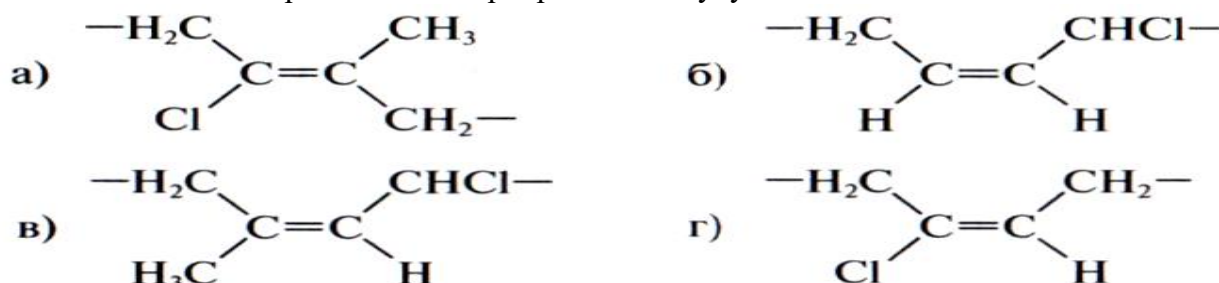 —H₂C CH₃ —H₂C CHCl—
а) C=C б) C=C
Cl CH₂— H H
—H₂C CHCl— —H₂C CH₂—
в) C=C г) C=C
H₃C H Cl H